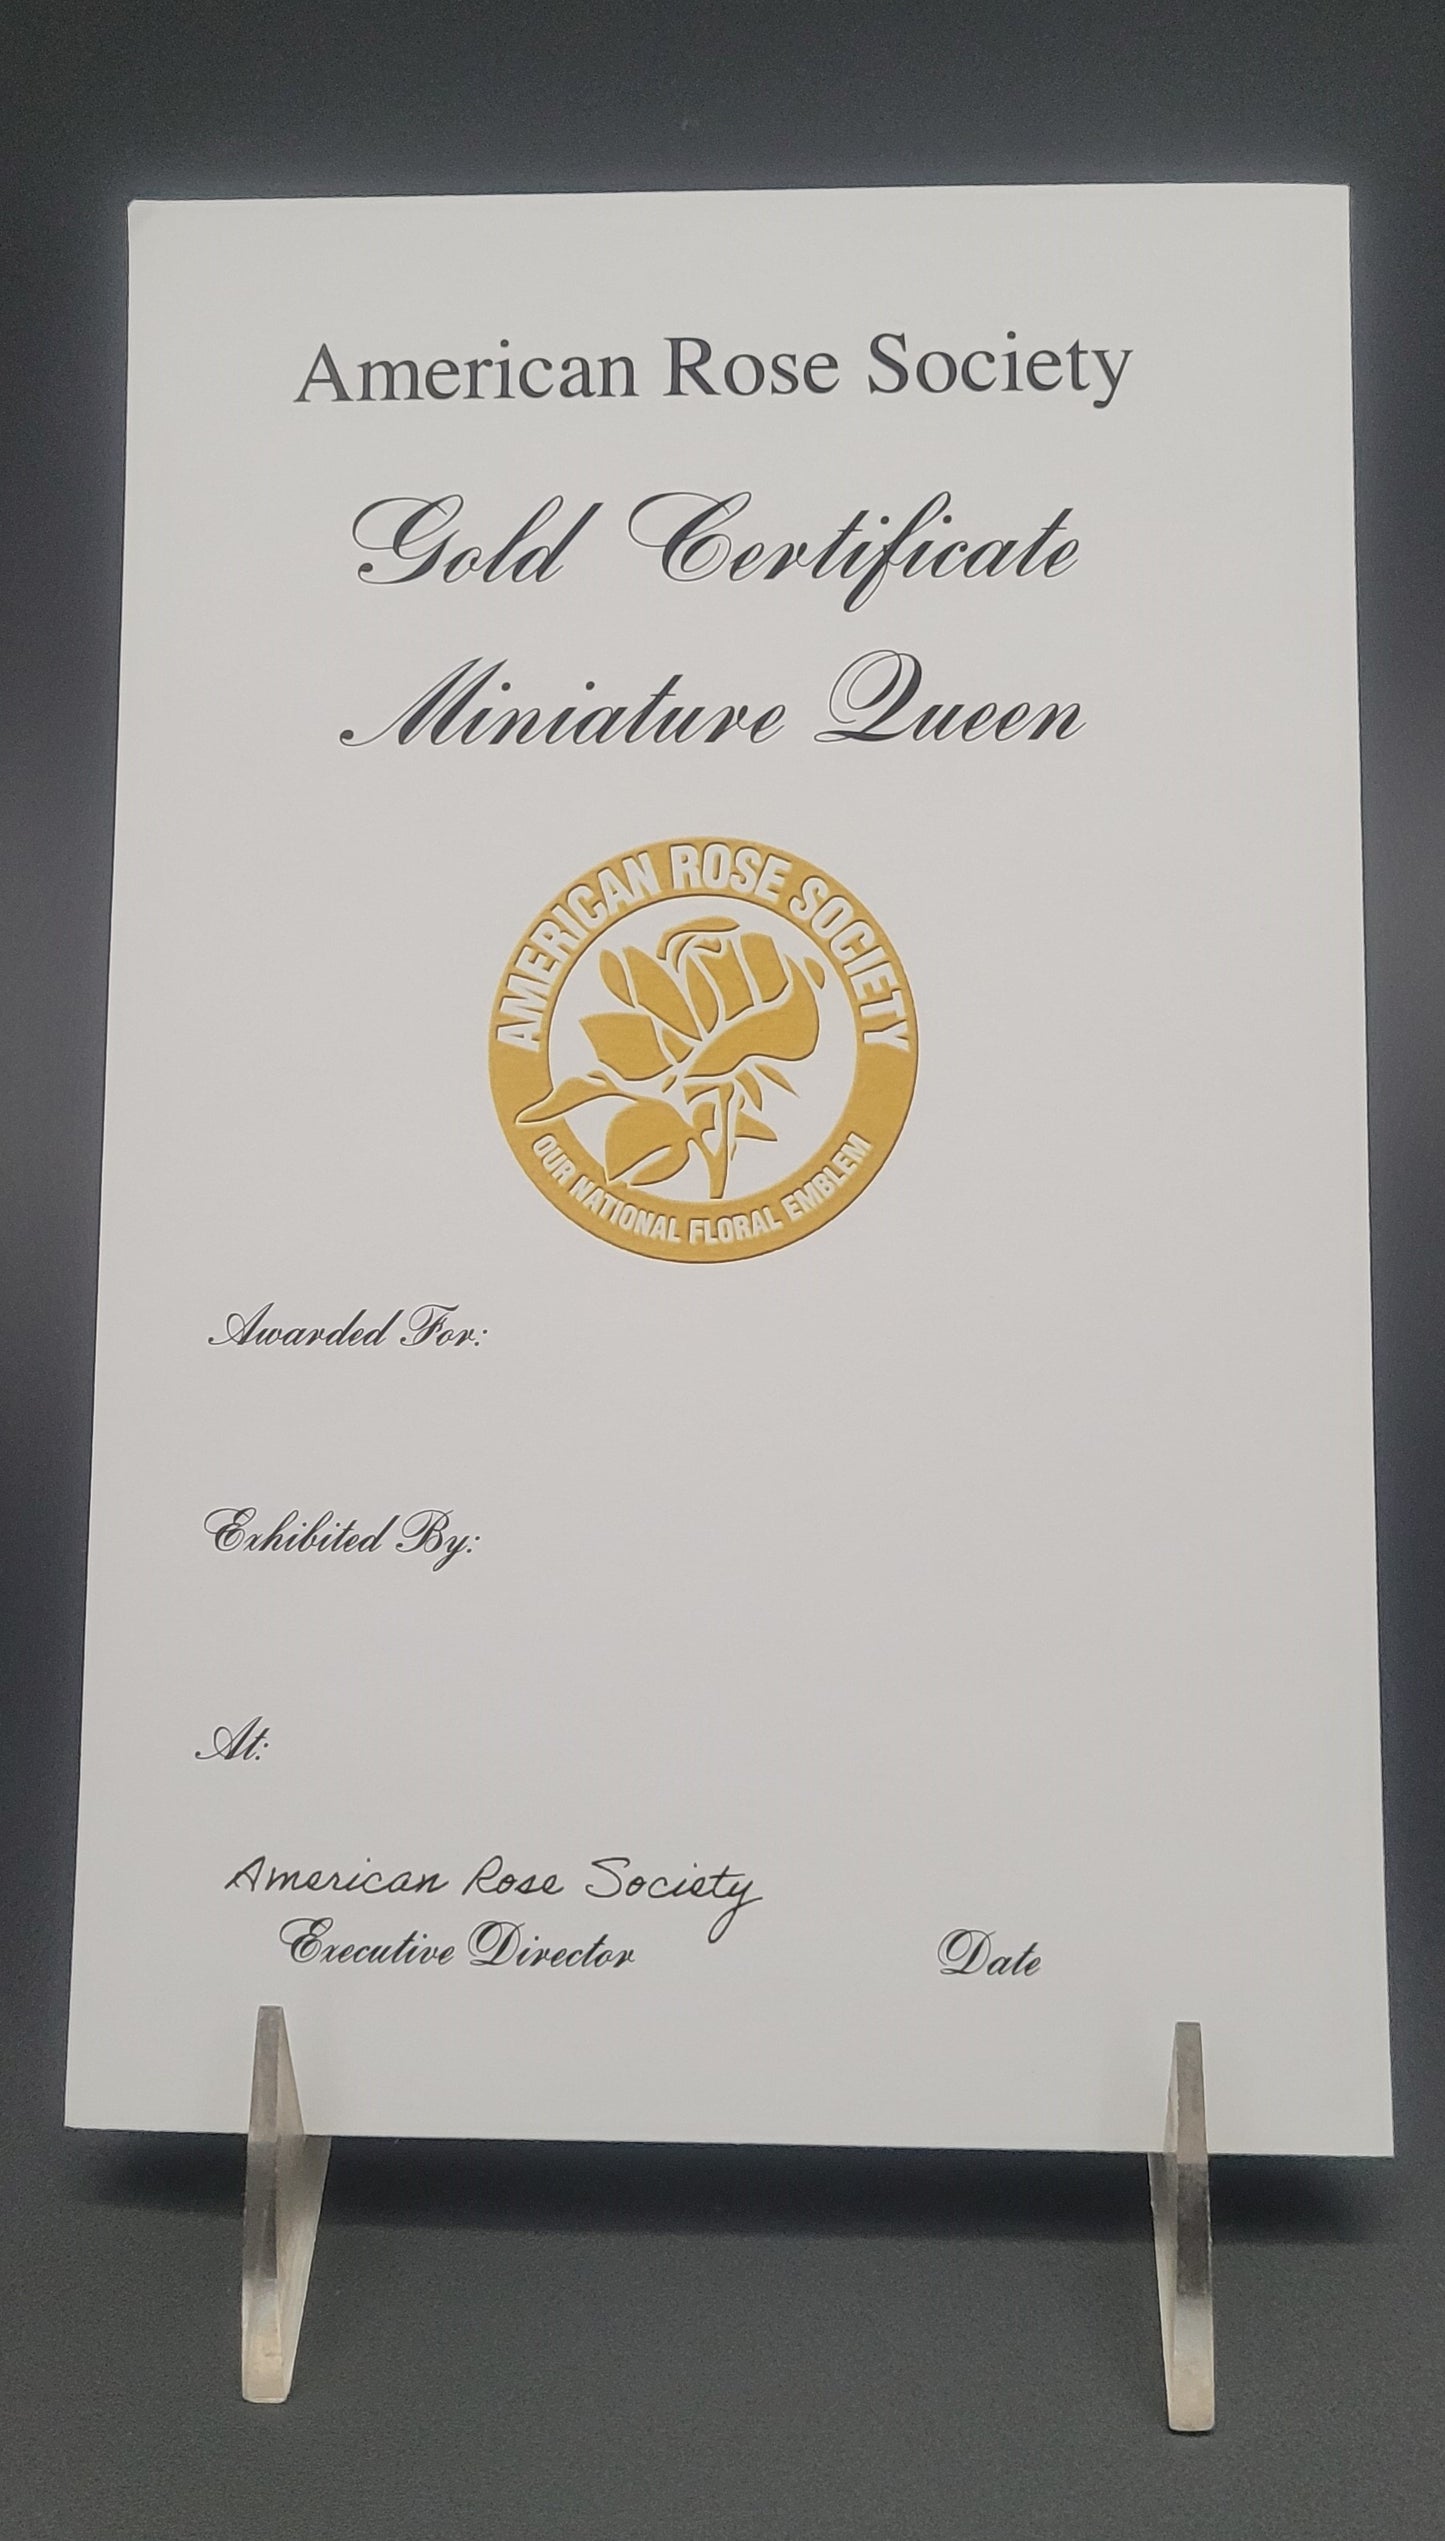 American Rose Society
Gold Certificate
Miniature Queen
AMERICAN ROSE SOCIETY
OUR NATIONAL FLORAL EMBLEM
Awarded For:
Exhibited By:
At:
American Rose Society
Executive Director
Date